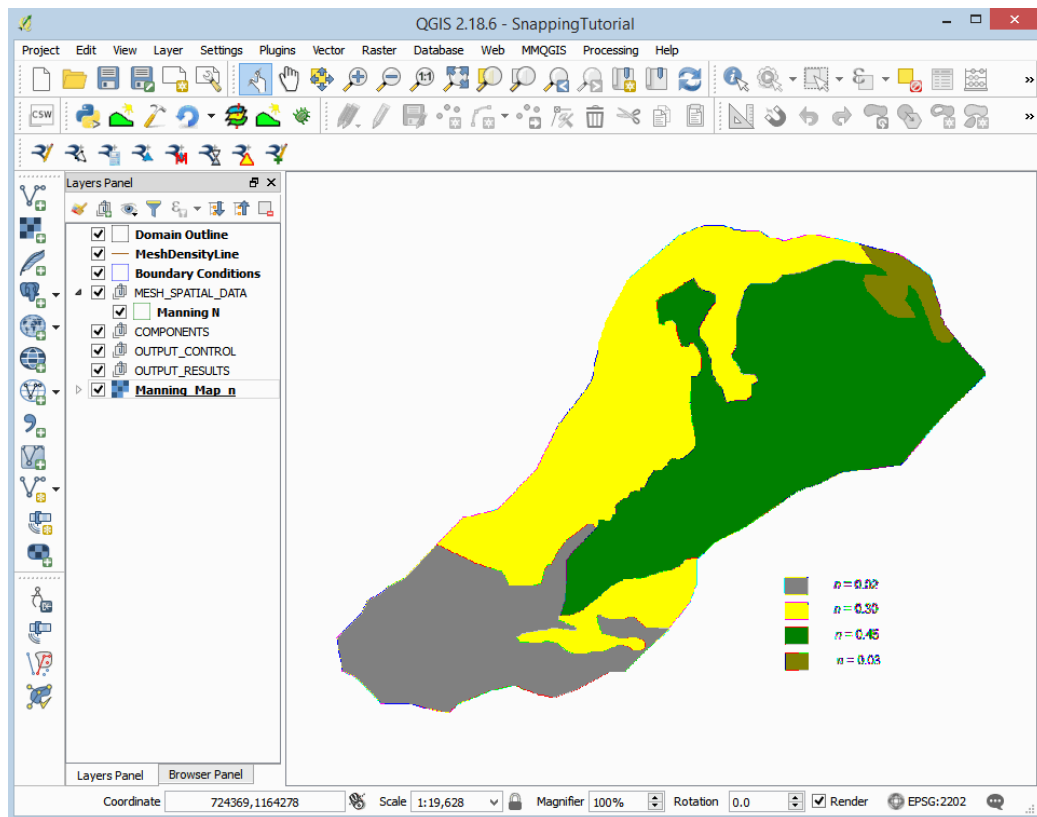 QGIS 2.18.6 - SnappingTutorial
Project Edit View Layer Settings Plugins Vector Raster Database Web MMQGIS Processing Help
CSW
Layers Panel
Domain Outline
MeshDensityLine
Boundary Conditions
MESH_SPATIAL_DATA
Manning N
COMPONENTS
OUTPUT_CONTROL
OUTPUT_RESULTS
Manning_Map_n
n = 0.02
n = 0.30
n = 0.45
n = 0.03
Layers Panel Browser Panel
Coordinate 724369,1164278 Scale 1:19,628 Magnifier 100% Rotation 0.0 Render EPSG:2202